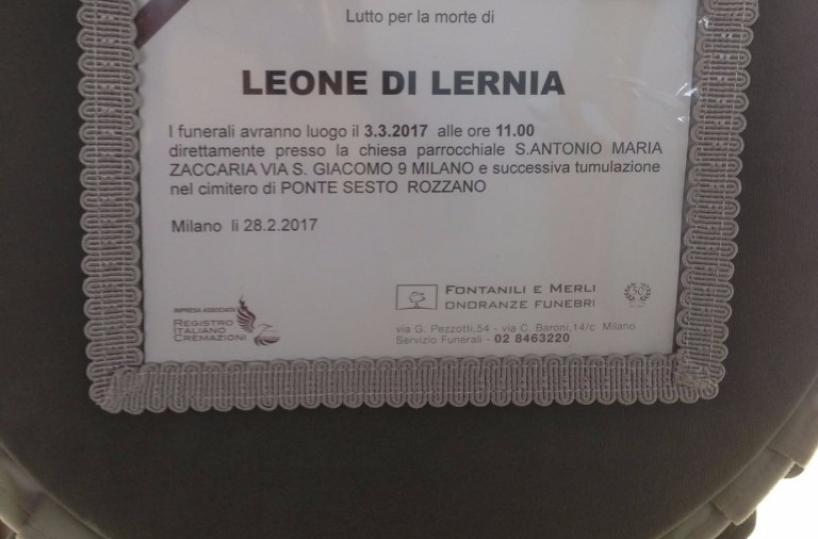 Lutto per la morte di
LEONE DI LERNIA
I funerali avranno luogo il 3.3.2017 alle ore 11.00
direttamente presso la chiesa parrocchiale S.ANTONIO MARIA
ZACCARIA VIA S. GIACOMO 9 MILANO e successiva tumulazione
nel cimitero di PONTE SESTO ROZZANO
Milano li 28.2.2017
IMPRESA ASSOCIATA
REGISTRO
ITALIANO
CREMAZIONI
FONTANILI E MERLI
ONORANZE FUNEBRI
via G. Pezzotti,54 - via C. Baroni,14/c Milano
Servizio Funerali - 02 8463220